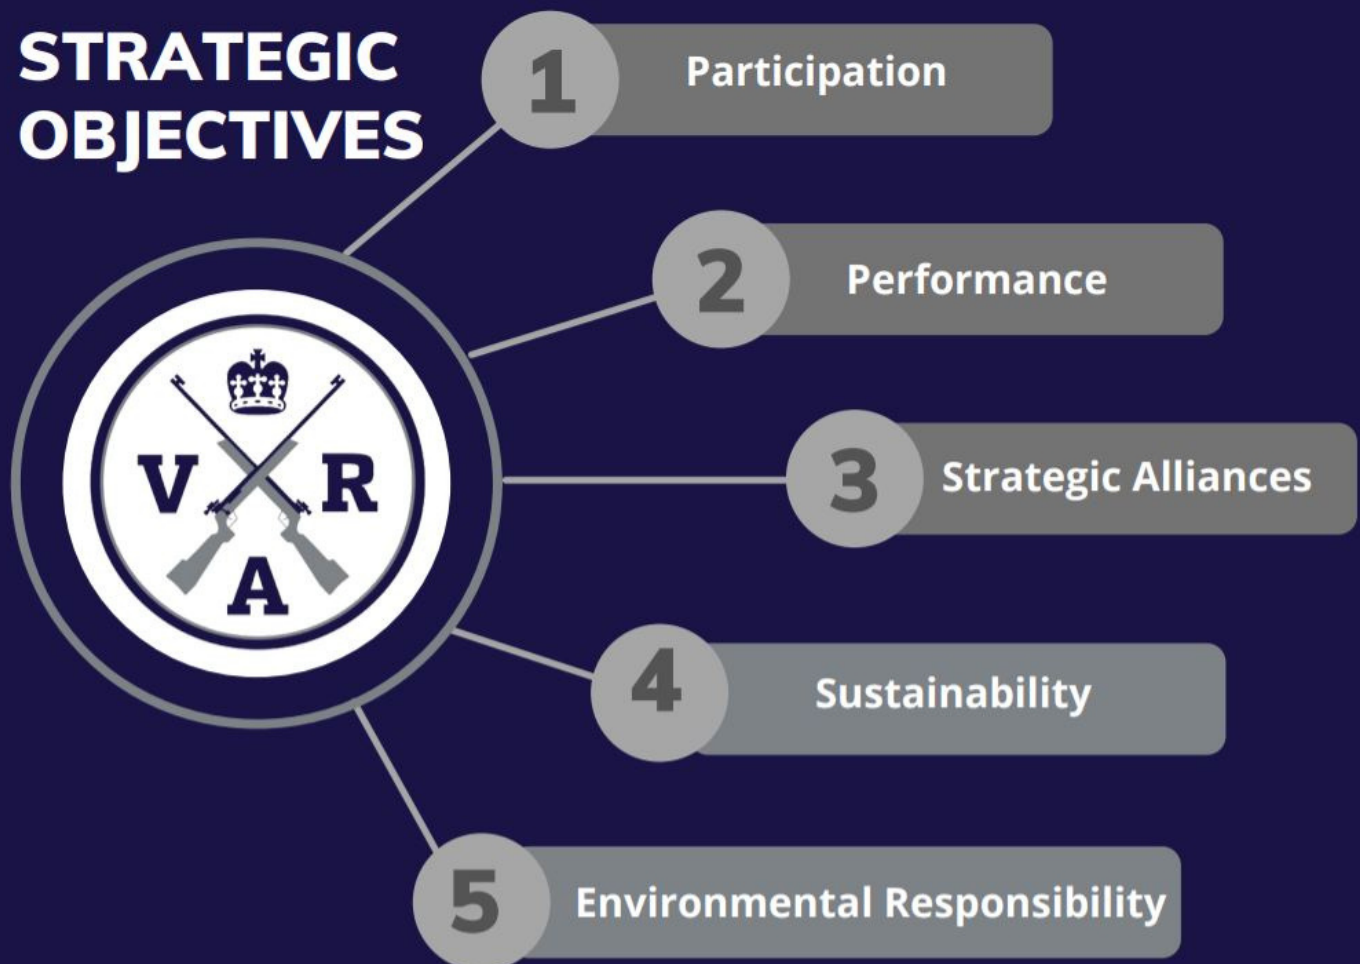 STRATEGIC
OBJECTIVES
1
Participation
2
Performance
3
Strategic Alliances
V R
A
4
Sustainability
5
Environmental Responsibility